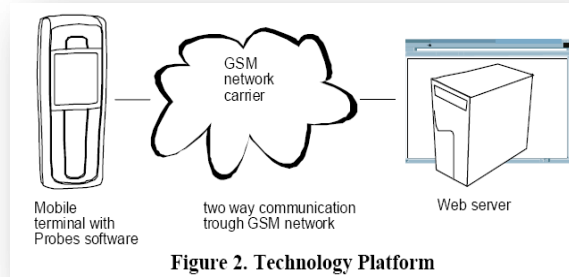 GSM
network
carrier
Mobile
terminal with
Probes software
two way communication
trough GSM network
Web server
Figure 2. Technology Platform